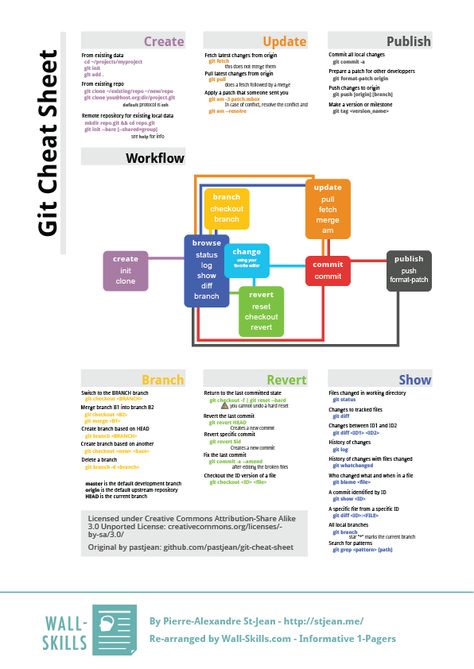 Git Cheat Sheet
Create
From existing data
cd ~/projects/myproject
git init
git add .
From existing repo
git clone ~/existing/repo ~/new/repo
git clone you@host.org:dir/project.git
default protocol is ssh
Remote repository for existing local data
mkdir repo.git && cd repo.git
git init --bare [--shared=group]
see help for info
Update
Fetch latest changes from origin
git fetch
this does not merge them
Pull latest changes from origin
git pull
does a fetch followed by a merge
Apply a patch that someone sent you
git am -3 patch.mbox
In case of conflict, resolve the conflict and
git am --resolve
Publish
Commit all local changes
git commit -a
Prepare a patch for other developpers
git format-patch origin
Push changes to origin
git push [origin] [branch]
Make a version or milestone
git tag <version_name>
Workflow
create
init
clone
browse
status
log
show
diff
branch
branch
checkout
branch
change
using your
favorite editor
revert
reset
checkout
revert
update
pull
fetch
merge
am
commit
commit
publish
push
format-patch
Branch
Switch to the BRANCH branch
git checkout <BRANCH>
Merge branch B1 into branch B2
git checkout <B2>
git merge <B1>
Create branch based on HEAD
git branch <BRANCH>
Create branch based on another
git checkout <new> <base>
Delete a branch
git branch -d <branch>
master is the default development branch
origin is the default upstream repository
HEAD is the current branch
Revert
Return to the last committed state
git checkout -f | git reset --hard
you cannot undo a hard reset
Revert the last commit
git revert HEAD
Creates a new commit
Revert specific commit
git revert $id
Creates a new commit
Fix the last commit
git commit -a --amend
after editing the broken files
Checkout the ID version of a file
git checkout <ID> <file>
Show
Files changed in working directory
git status
Changes to tracked files
git diff
Changes between ID1 and ID2
git diff <ID1> <ID2>
History of changes
git log
History of changes with files changed
git whatchanged
Who changed what and when in a file
git blame <file>
A commit identified by ID
git show <ID>
A specific file from a specific ID
git diff <ID>:<FILE>
All local branches
git branch
star "*" marks the current branch
Search for patterns
git grep <pattern> [path]
Licensed under Creative Commons Attribution-Share Alike
3.0 Unported License: creativecommons.org/licenses/-
by-sa/3.0/
Original by pastjean: github.com/pastjean/git-cheat-sheet
WALL-
SKILLS
By Pierre-Alexandre St-Jean - http://stjean.me/
Re-arranged by Wall-Skills.com - Informative 1-Pagers